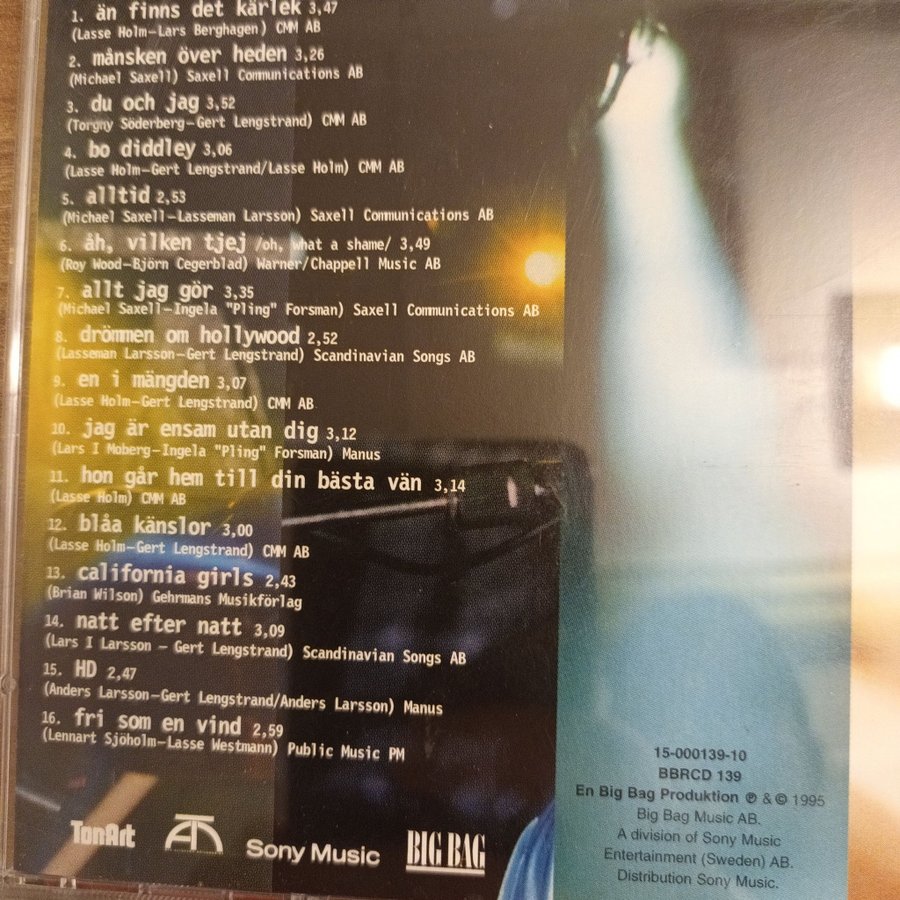 1. än finns det kärlek 3,47
(Lasse Holm-Lars Berghagen) CMM AB
2. månsken över heden 3,26
(Michael Saxell) Saxell Communications AB
3. du och jag 3,52
(Torgny Söderberg-Gert Lengstrand) CMM AB
4. bo diddley 3,06
(Lasse Holm-Gert Lengstrand/Lasse Holm) CMM AB
5. alltid 2,53
(Michael Saxell-Lasseman Larsson) Saxell Communications AB
6. åh, vilken tjej /oh, what a shame/ 3,49
(Roy Wood-Björn Cegerblad) Warner/Chappell Music AB
7. allt jag gör 3,35
(Michael Saxell-Ingela "Pling" Forsman) Saxell Communications AB
8. drömmen om hollywood 2,52
(Lasseman Larsson-Gert Lengstrand) Scandinavian Songs AB
9. en i mängden 3,07
(Lasse Holm-Gert Lengstrand) CMM AB
10. jag är ensam utan dig 3,12
(Lars I Moberg-Ingela "Pling" Forsman) Manus
11. hon går hem till din bästa vän 3,14
(Lasse Holm) CMM AB
12. blåa känslor 3,00
(Lasse Holm-Gert Lengstrand) CMM AB
13. california girls 2,43
(Brian Wilson) Gehrmans Musikförlag
14. natt efter natt 3,09
(Lars I Larsson - Gert Lengstrand) Scandinavian Songs AB
15. HD 2,47
(Anders Larsson-Gert Lengstrand/Anders Larsson) Manus
16. fri som en vind 2,59
(Lennart Sjöholm-Lasse Westmann) Public Music PM
TonArt
Sony Music
BIG BAG
15-000139-10
BBRCD 139
En Big Bag Produktion ℗ & © 1995
Big Bag Music AB.
A division of Sony Music
Entertainment (Sweden) AB.
Distribution Sony Music.